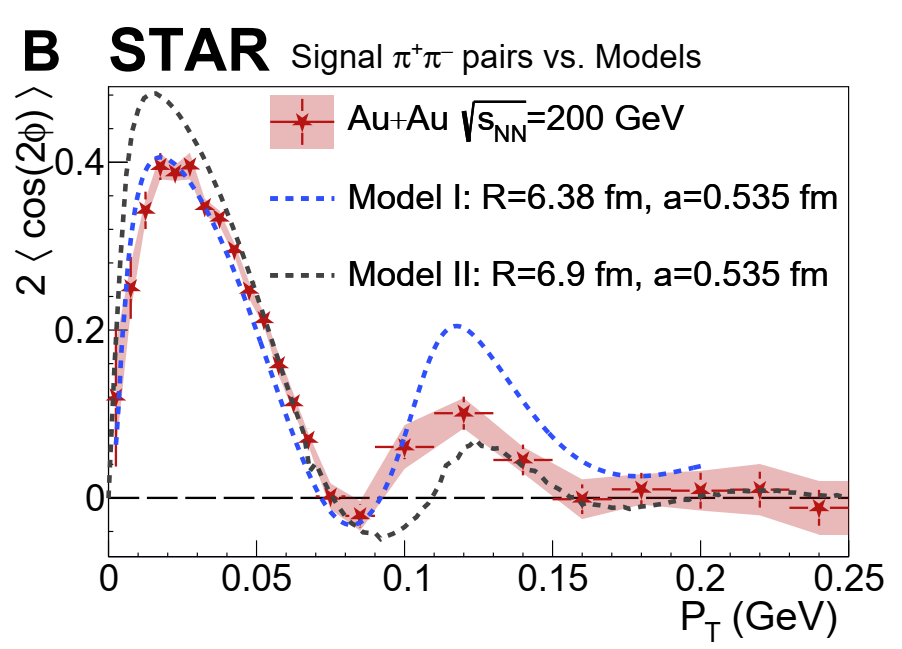 B STAR Signal π⁺π⁻ pairs vs. Models
2 ⟨ cos(2ϕ) ⟩
Au+Au √sNN=200 GeV
Model I: R=6.38 fm, a=0.535 fm
Model II: R=6.9 fm, a=0.535 fm
0.4
0.2
0
0 0.05 0.1 0.15 0.2 0.25
PT (GeV)